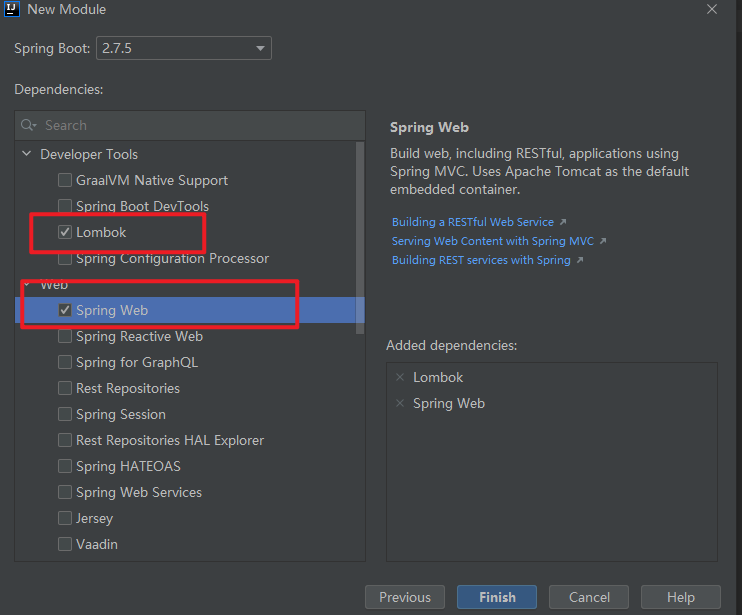 New Module
Spring Boot: 2.7.5
Dependencies:
Search
Developer Tools
GraalVM Native Support
Spring Boot DevTools
Lombok
Spring Configuration Processor
Web
Spring Web
Spring Reactive Web
Spring for GraphQL
Rest Repositories
Spring Session
Rest Repositories HAL Explorer
Spring HATEOAS
Spring Web Services
Jersey
Vaadin
Spring Web
Build web, including RESTful, applications using
Spring MVC. Uses Apache Tomcat as the default
embedded container.
Building a RESTful Web Service
Serving Web Content with Spring MVC
Building REST services with Spring
Added dependencies:
Lombok
Spring Web
Previous
Finish
Cancel
Help